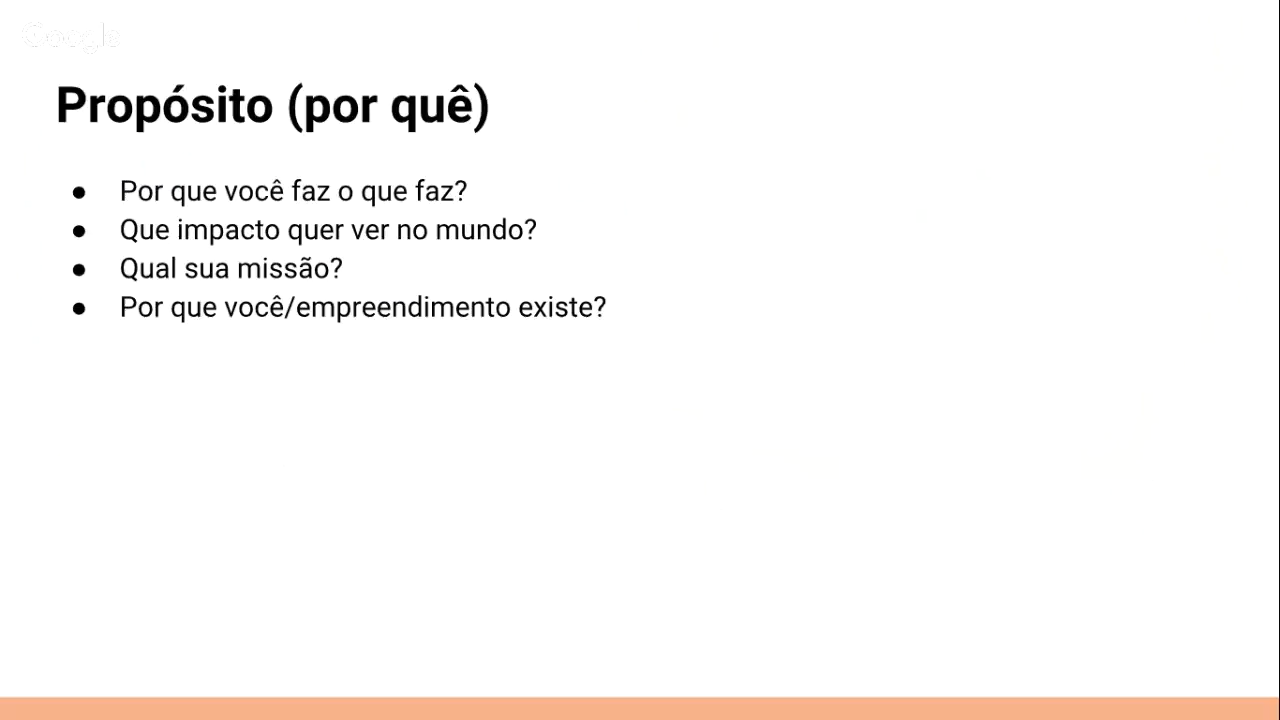 Google
Propósito (por quê)
● Por que você faz o que faz?
● Que impacto quer ver no mundo?
● Qual sua missão?
● Por que você/empreendimento existe?